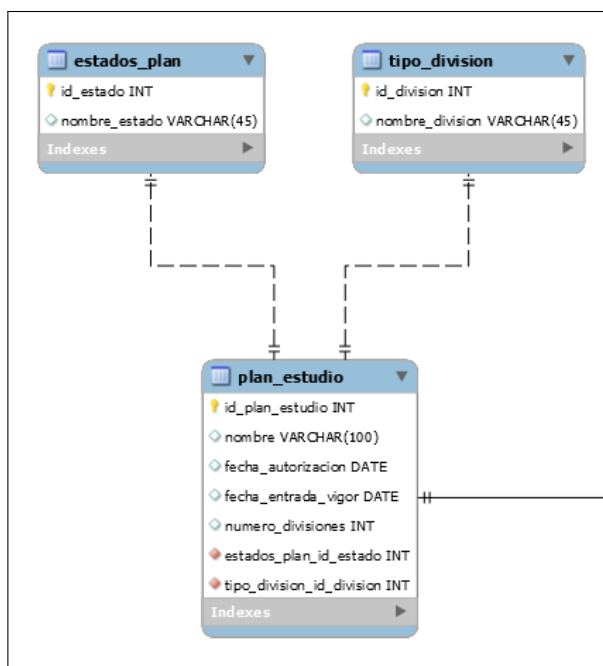 estados_plan
id_estado INT
nombre_estado VARCHAR(45)
Indexes
tipo_division
id_division INT
nombre_division VARCHAR(45)
Indexes
plan_estudio
id_plan_estudio INT
nombre VARCHAR(100)
fecha_autorizacion DATE
fecha_entrada_vigor DATE
numero_divisiones INT
estados_plan_id_estado INT
tipo_division_id_division INT
Indexes